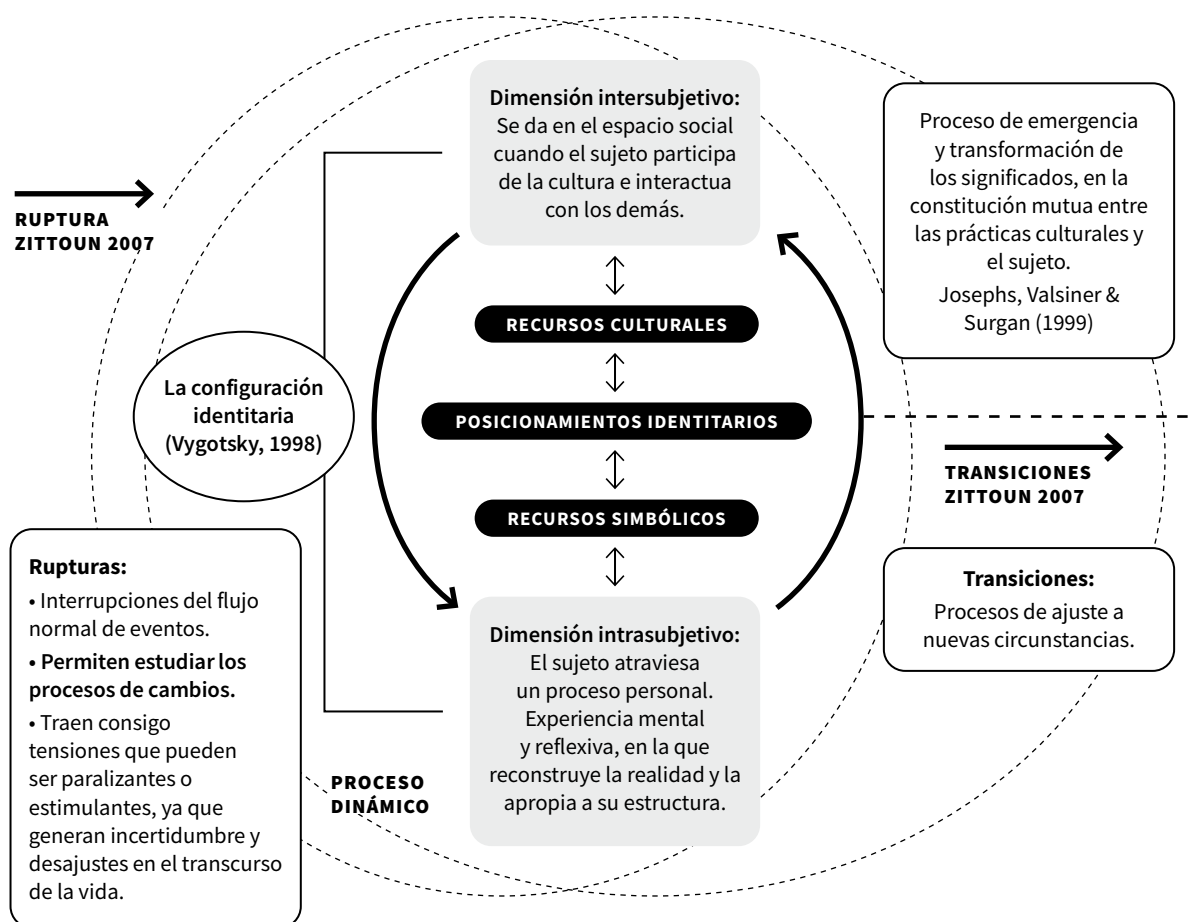 Dimensión intersubjetivo:
Se da en el espacio social
cuando el sujeto participa
de la cultura e interactua
con los demás.
Proceso de emergencia
y transformación de
los significados, en la
constitución mutua entre
las prácticas culturales y
el sujeto.
Josephs, Valsiner &
Surgan (1999)
RUPTURA
ZITTOUN 2007
RECURSOS CULTURALES
La configuración
identitaria
(Vygotsky, 1998)
POSICIONAMIENTOS IDENTITARIOS
TRANSICIONES
ZITTOUN 2007
RECURSOS SIMBÓLICOS
Rupturas:
• Interrupciones del flujo
normal de eventos.
• Permiten estudiar los
procesos de cambios.
• Traen consigo
tensiones que pueden
ser paralizantes o
estimulantes, ya que
generan incertidumbre y
desajustes en el transcurso
de la vida.
Transiciones:
Procesos de ajuste a
nuevas circunstancias.
Dimensión intrasubjetivo:
El sujeto atraviesa
un proceso personal.
Experiencia mental
y reflexiva, en la que
reconstruye la realidad y la
apropia a su estructura.
PROCESO
DINÁMICO